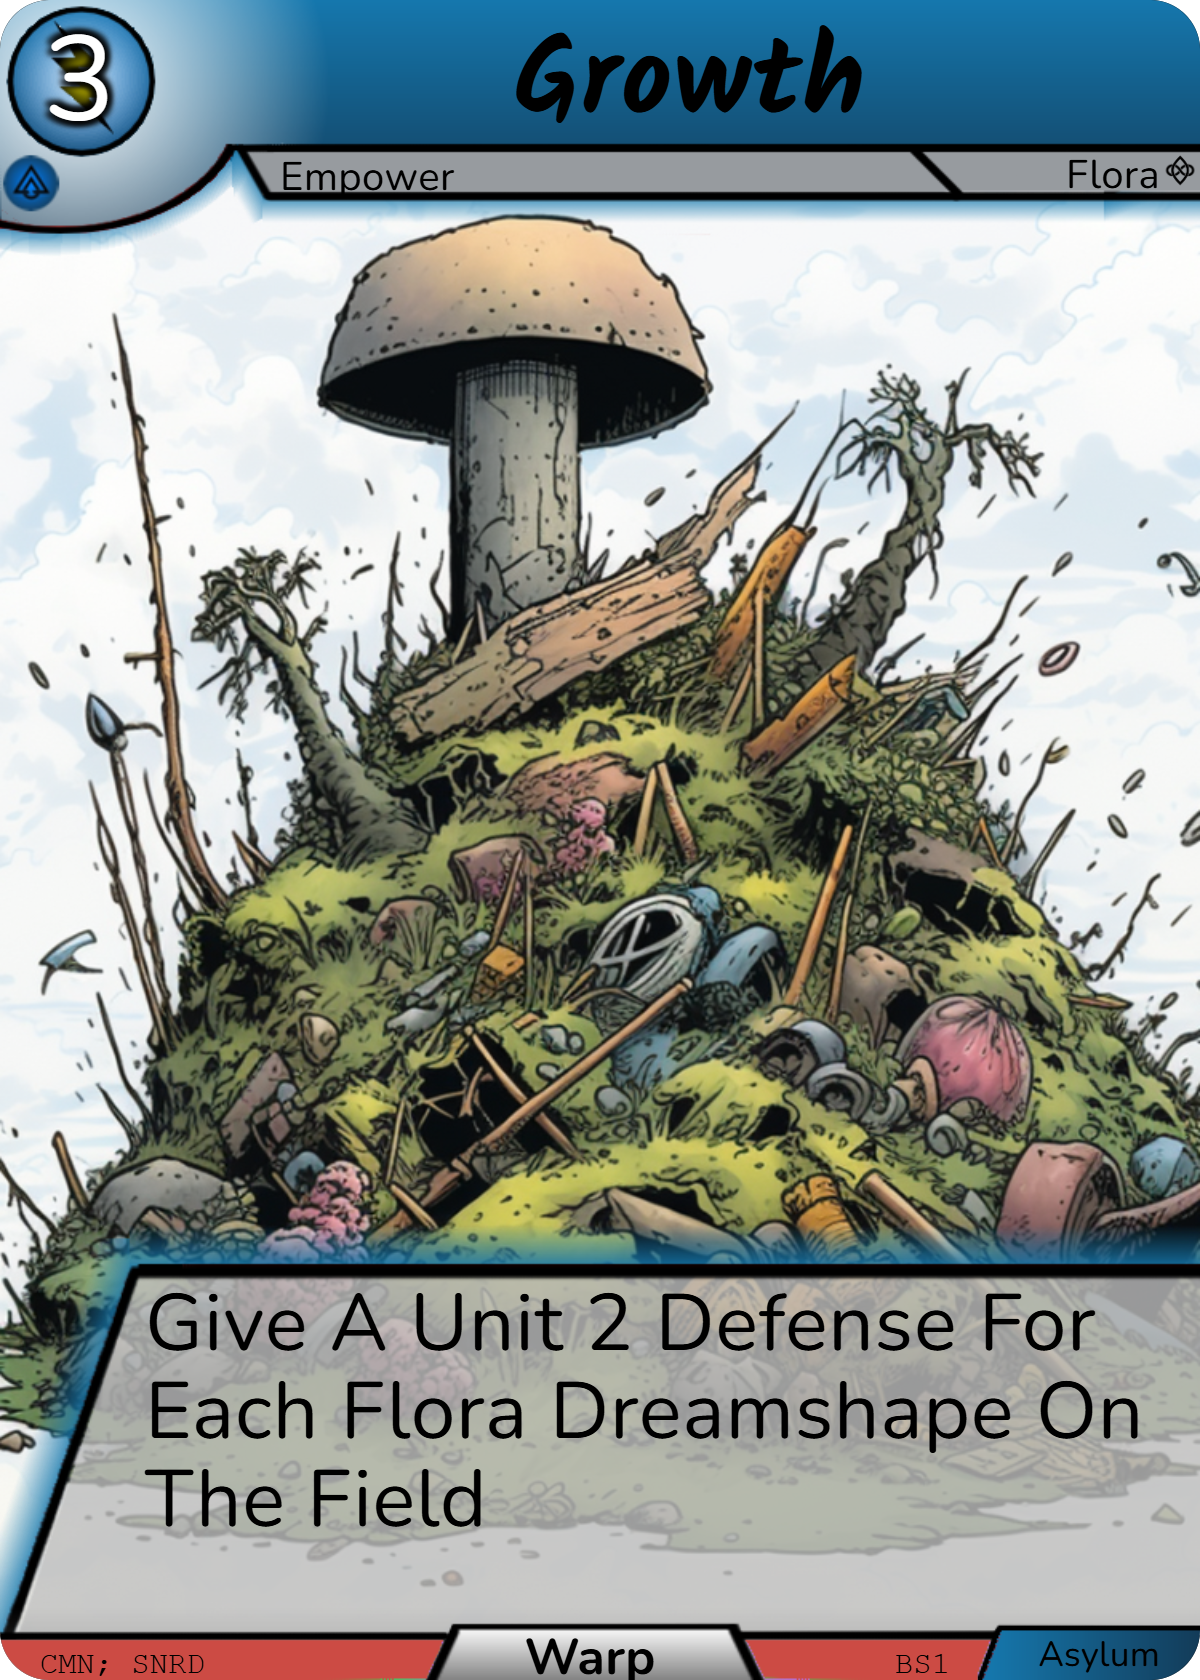 3
Growth
Empower
Flora
Give A Unit 2 Defense For
Each Flora Dreamshape On
The Field
CMN; SNRD
Warp
BS1
Asylum